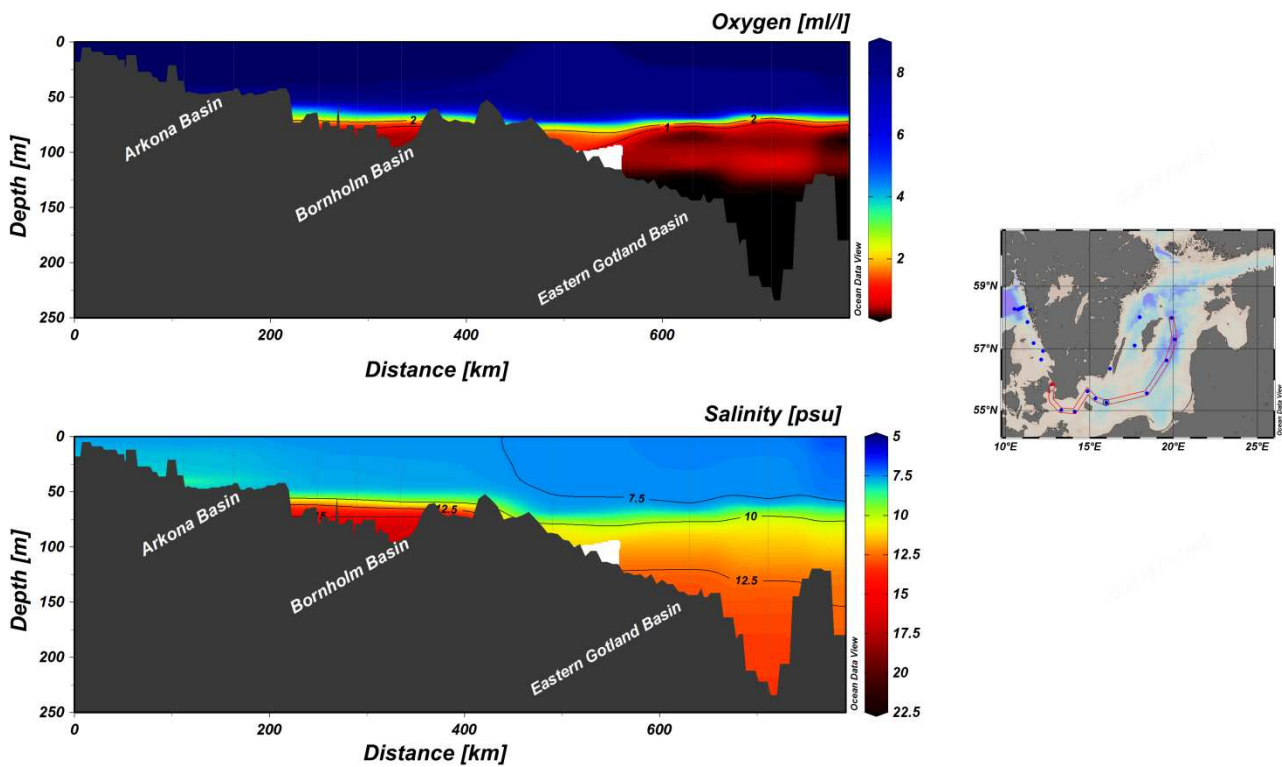 Oxygen [ml/l]
0
50
100
150
200
250
Depth [m]
Arkona Basin
Bornholm Basin
Eastern Gotland Basin
2
1
2
0
200
400
600
Distance [km]
Ocean Data View
8
6
4
2
Salinity [psu]
0
50
100
150
200
250
Depth [m]
Arkona Basin
Bornholm Basin
Eastern Gotland Basin
12.5
15
7.5
10
12.5
0
200
400
600
Distance [km]
Ocean Data View
5
7.5
10
12.5
15
17.5
20
22.5
59°N
57°N
55°N
10°E
15°E
20°E
25°E
Ocean Data View